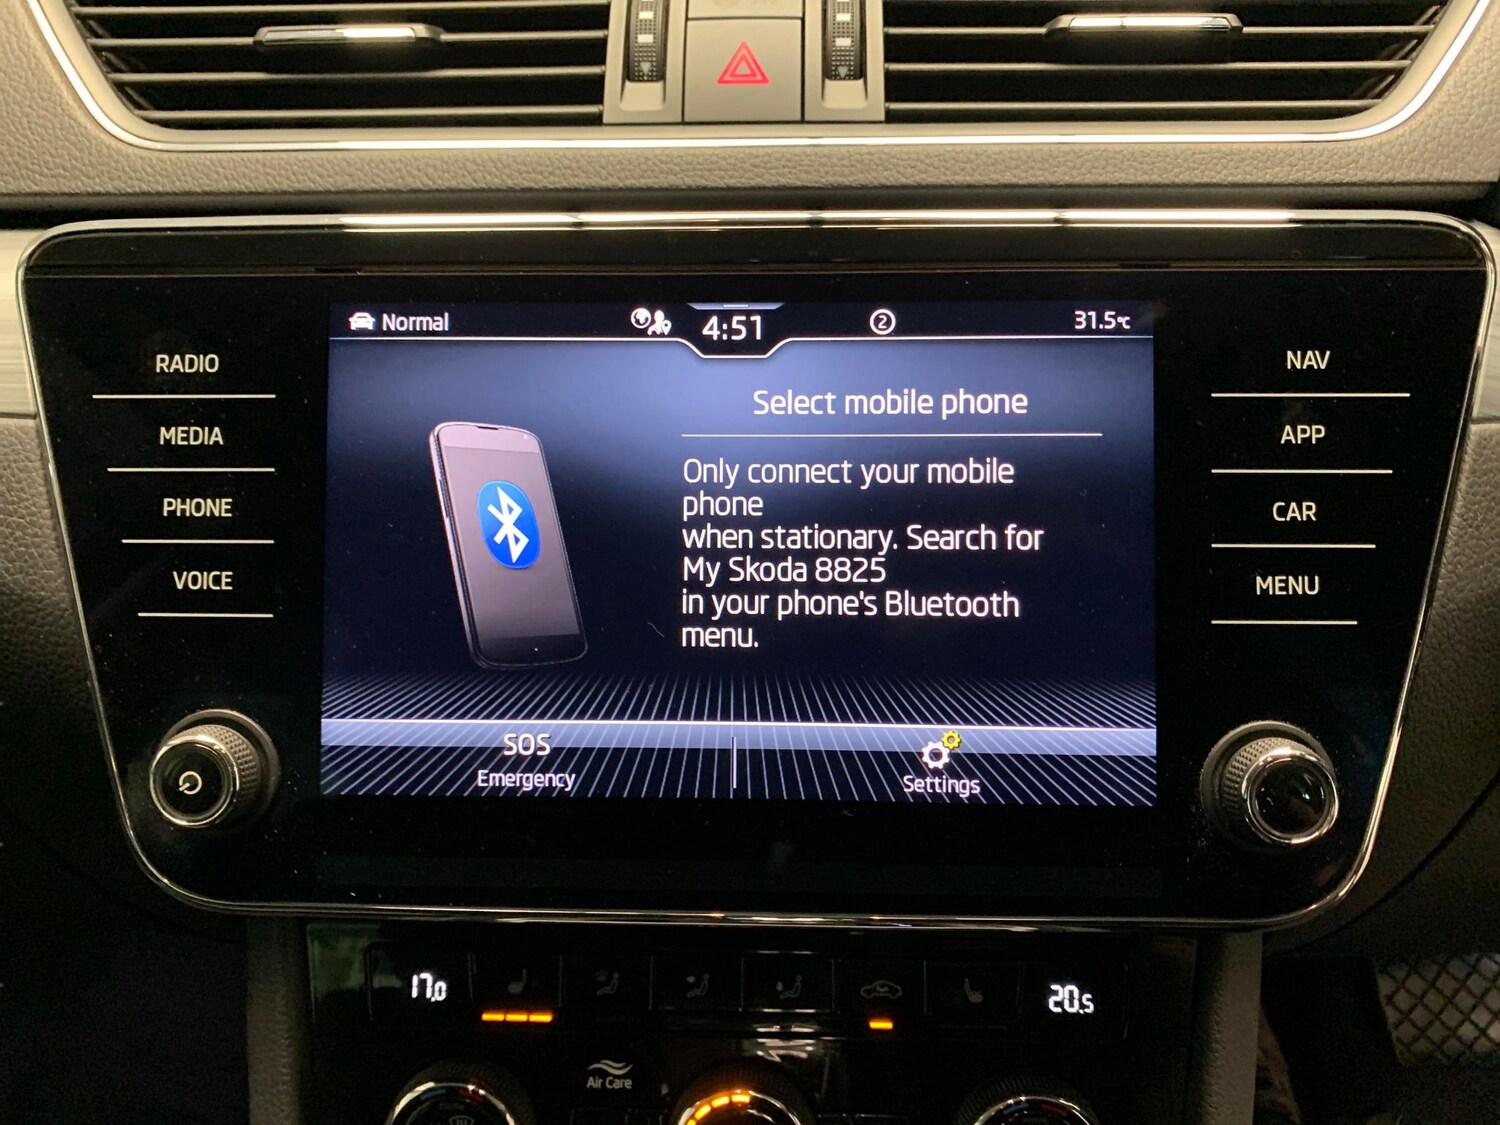 Normal
4:51
2
31.5°C
RADIO
MEDIA
PHONE
VOICE
NAV
APP
CAR
MENU
Select mobile phone
Only connect your mobile
phone
when stationary. Search for
My Skoda 8825
in your phone's Bluetooth
menu.
SOS
Emergency
Settings
17.0
20.5
Air Care